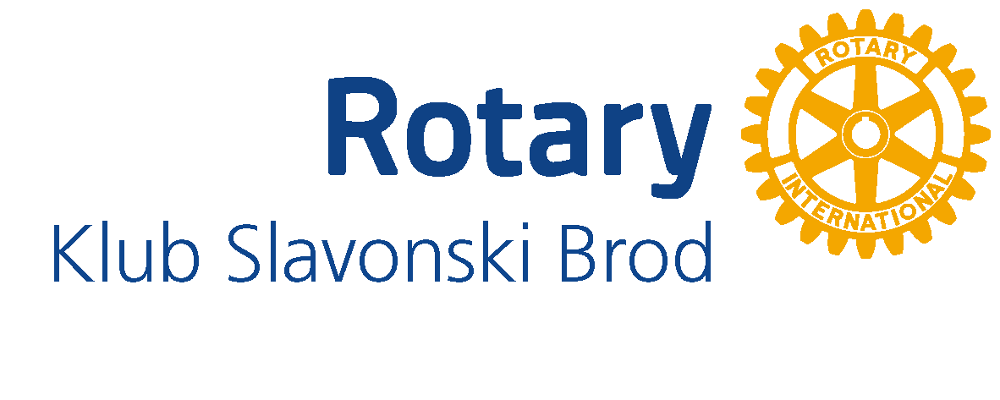 Rotary
Klub Slavonski Brod
ROTARY
INTERNATIONAL